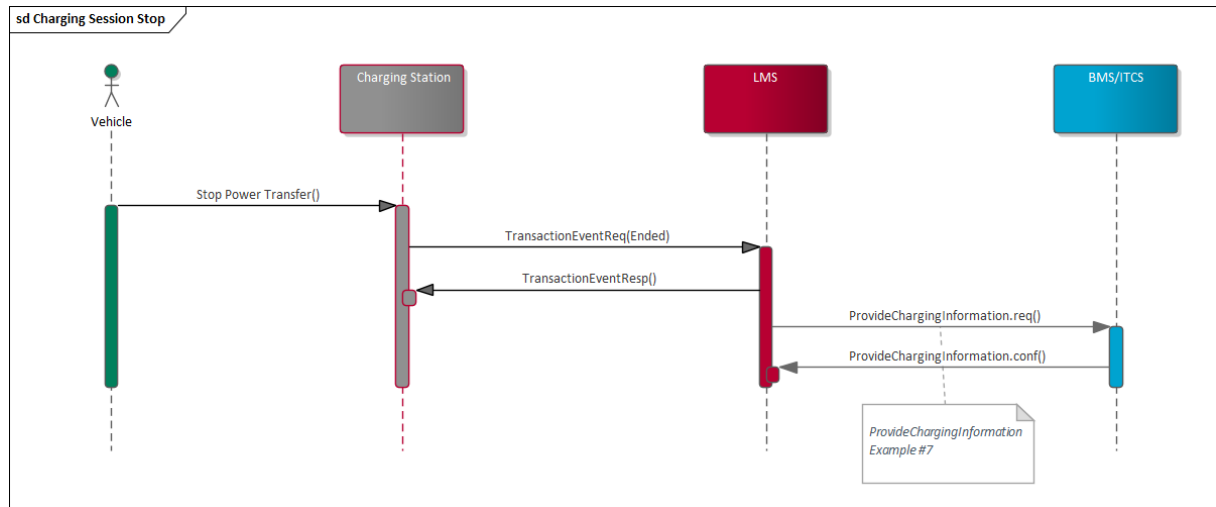 sd Charging Session Stop
Charging Station
LMS
BMS/ITCS
Vehicle
Stop Power Transfer()
TransactionEventReq(Ended)
TransactionEventResp()
ProvideChargingInformation.req()
ProvideChargingInformation.conf()
ProvideChargingInformation
Example #7